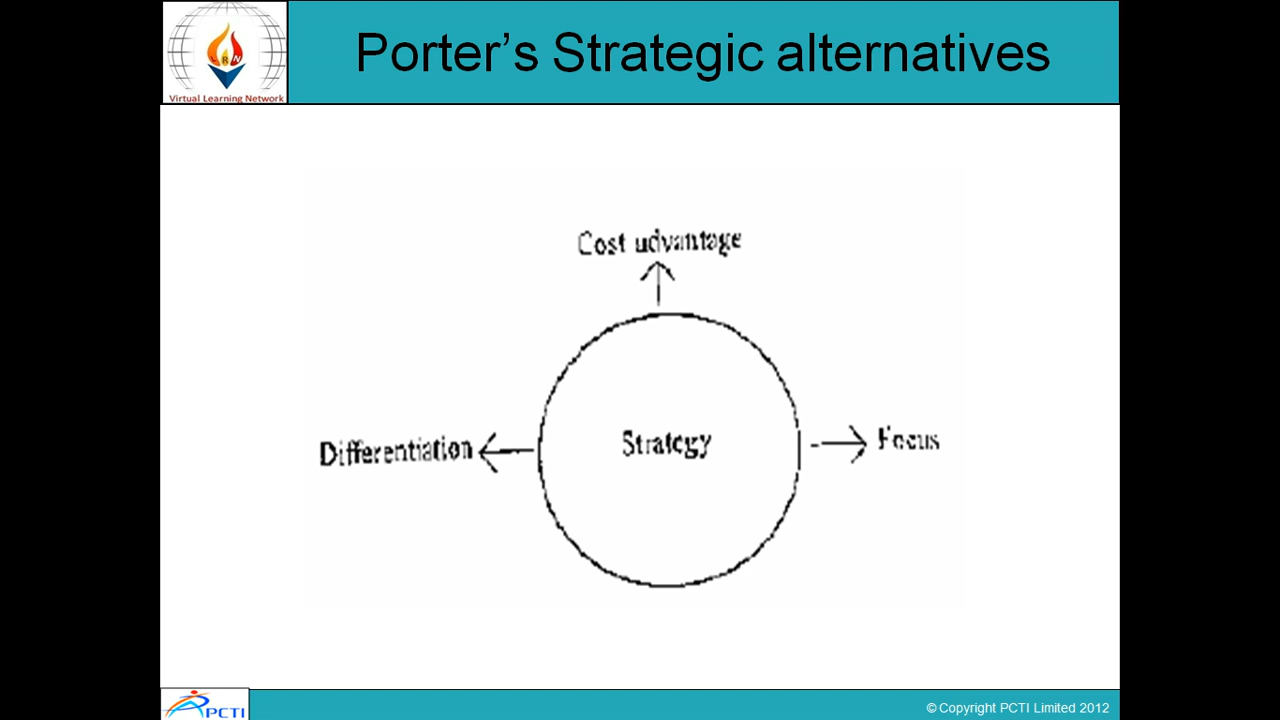 Porter's Strategic alternatives
Virtual Learning Network
Cost advantage
Differentiation
Strategy
Focus
PCTI
© Copyright PCTI Limited 2012